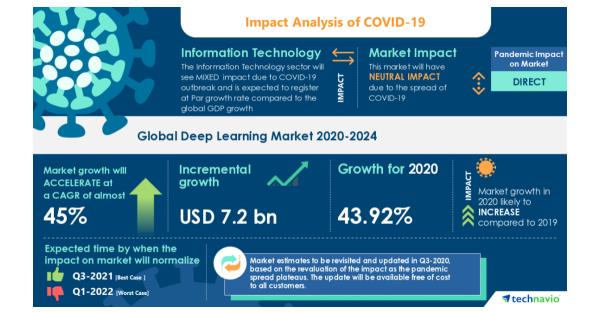 Impact Analysis of COVID-19
Information Technology
The Information Technology sector will
see MIXED impact due to COVID-19
outbreak and is expected to register
at Par growth rate compared to the
global GDP growth
IMPACT
Market Impact
This market will have
NEUTRAL IMPACT
due to the spread of
COVID-19
Pandemic Impact
on Market
DIRECT
Global Deep Learning Market 2020-2024
Market growth will
ACCELERATE at
a CAGR of almost
45%
Incremental
growth
USD 7.2 bn
Growth for 2020
43.92%
IMPACT
Market growth in
2020 likely to
INCREASE
compared to 2019
Expected time by when the
impact on market will normalize
Q3-2021 [Best Case ]
Q1-2022 [Worst Case]
Market estimates to be revisited and updated in Q3-2020,
based on the revaluation of the impact as the pandemic
spread plateaus. The update will be available free of cost
to all customers.
technavio